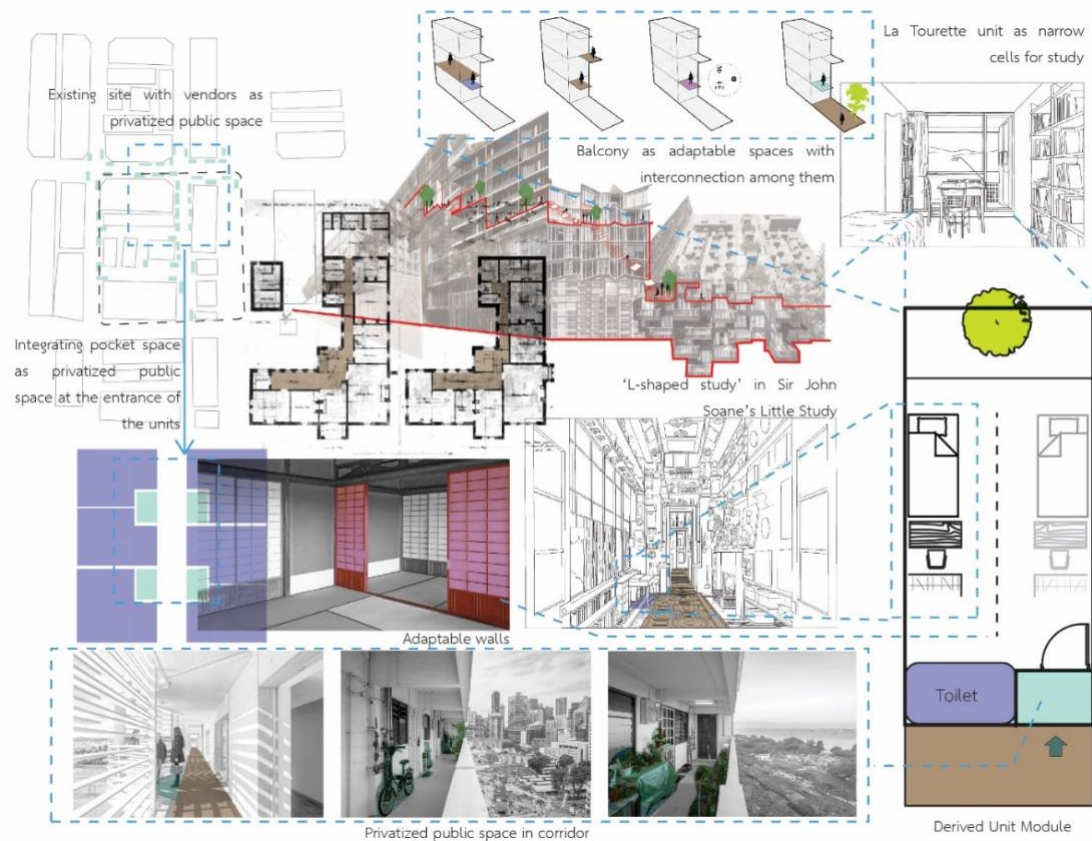 La Tourette unit as narrow
cells for study
Existing site with vendors as
privatized public space
Balcony as adaptable spaces with
interconnection among them
Integrating pocket space
as privatized public
space at the entrance of
the units
'L-shaped study' in Sir John
Soane's Little Study
Adaptable walls
Toilet
Privatized public space in corridor
Derived Unit Module